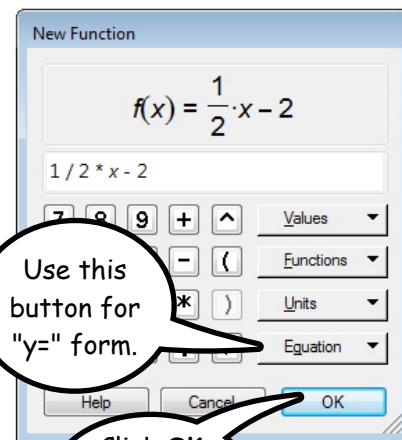 New Function
f(x) = 1/2·x – 2
1 / 2 * x - 2
7 8 9 + ^ Values
- ( Functions
* ) Units
Equation
Use this
button for
"y=" form.
Help Cancel OK
Click OK